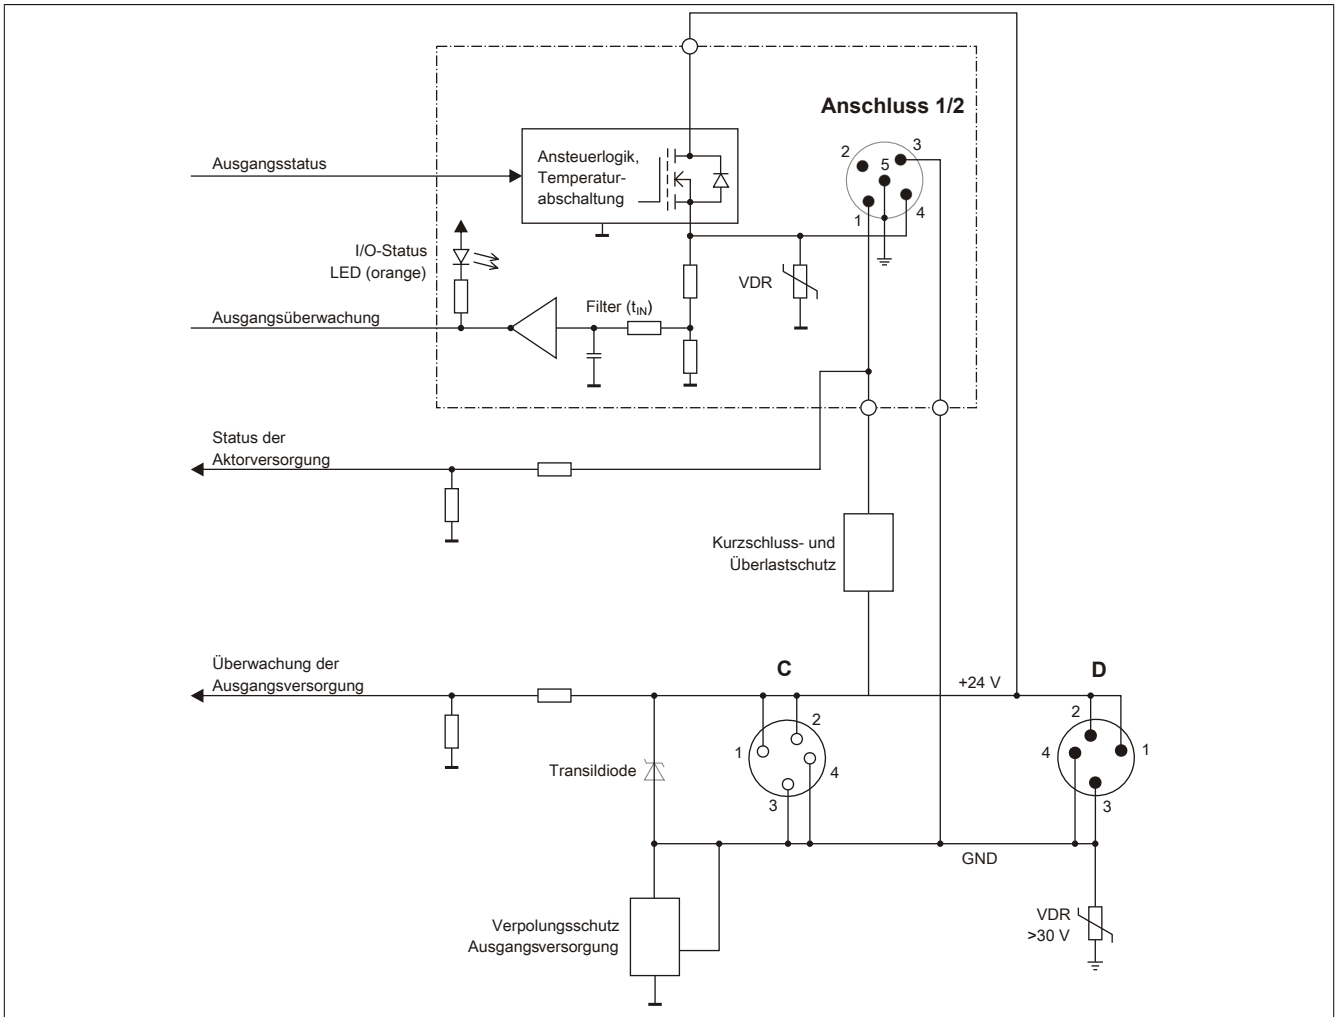 Anschluss 1/2
Ausgangsstatus
Ansteuerlogik,
Temperatur-
abschaltung
2
5
3
1
4
I/O-Status
LED (orange)
VDR
Filter (tIN)
Ausgangsüberwachung
Status der
Aktorversorgung
Kurzschluss- und
Überlastschutz
Überwachung der
Ausgangsversorgung
C
+24 V
D
2
1
4
3
2
4
1
3
Transildiode
GND
Verpolungsschutz
Ausgangsversorgung
VDR
>30 V